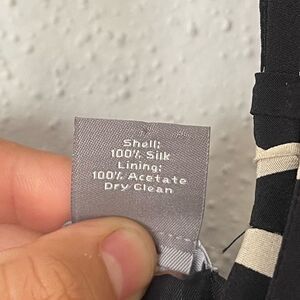 Shell:
100% Silk
Lining:
100% Acetate
Dry Clean